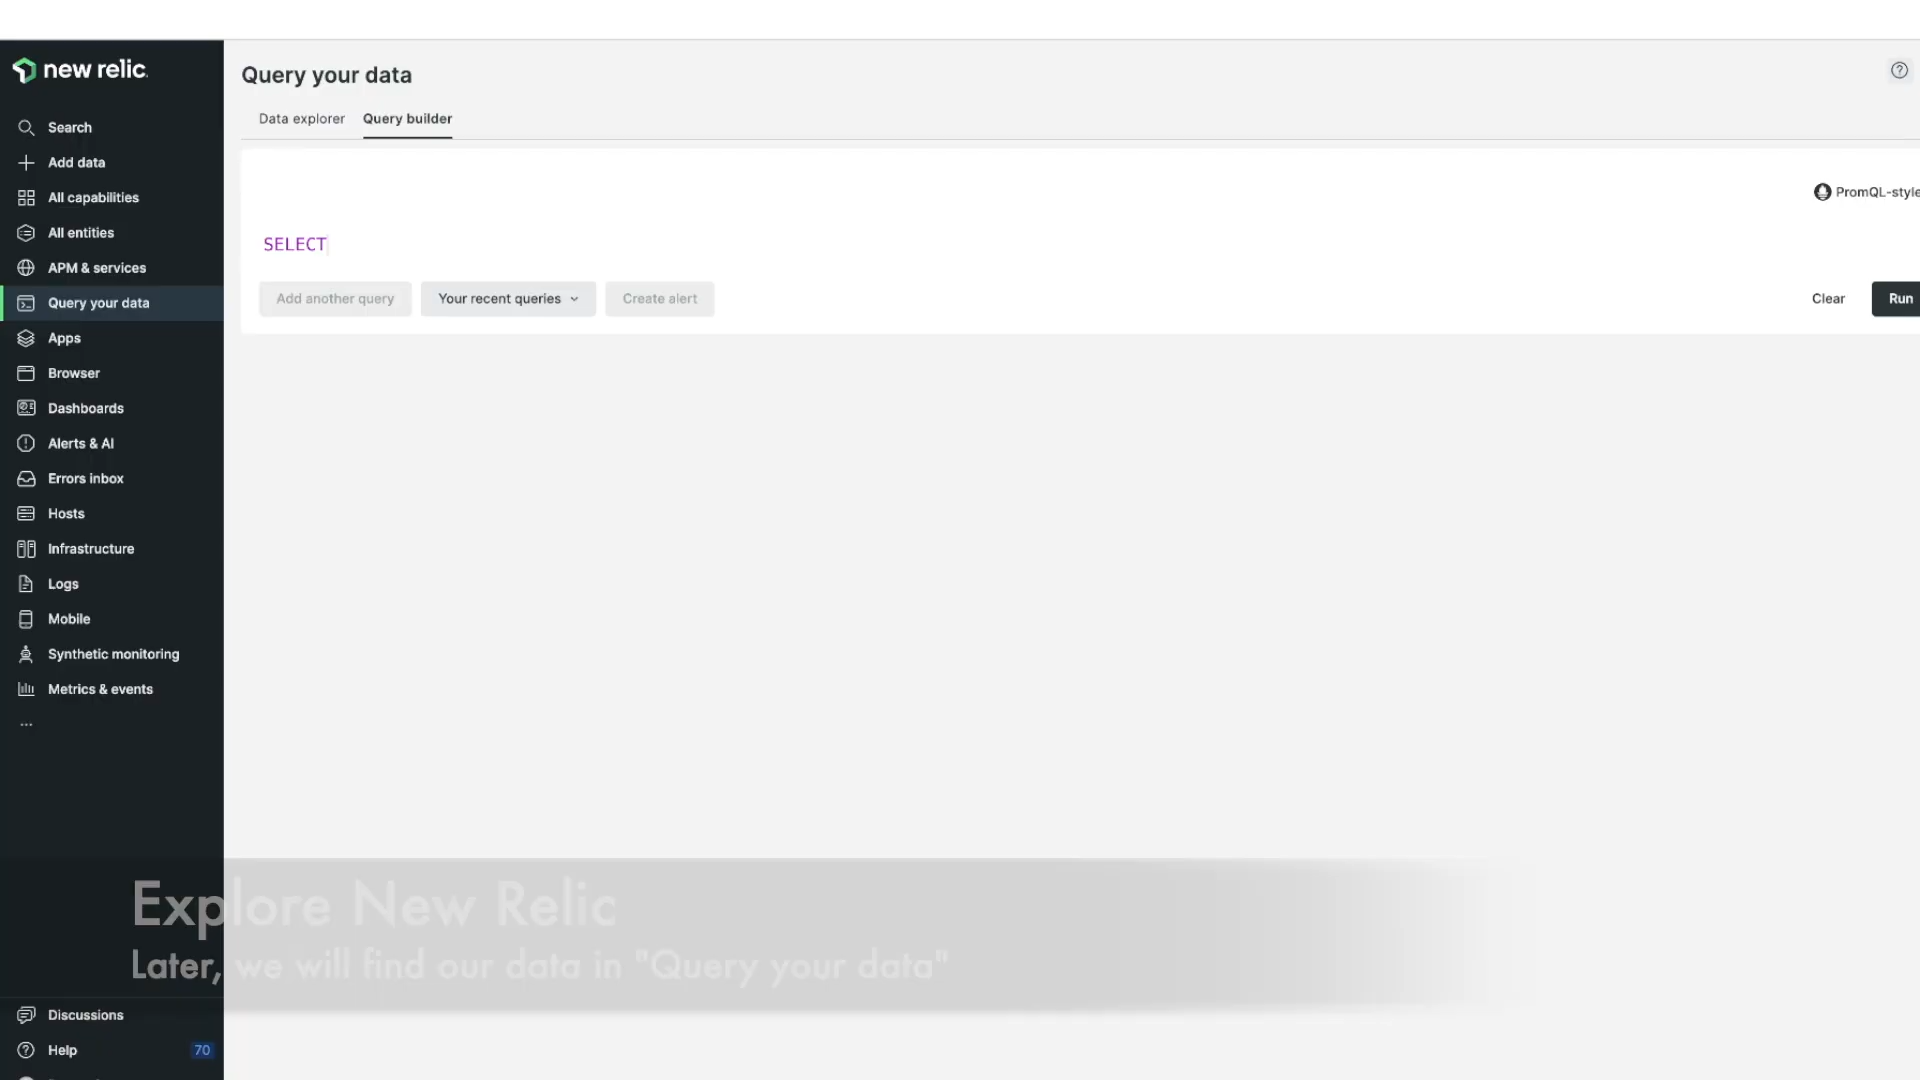 new relic.
Search
Add data
All capabilities
All entities
APM & services
Query your data
Apps
Browser
Dashboards
Alerts & AI
Errors inbox
Hosts
Infrastructure
Logs
Mobile
Synthetic monitoring
Metrics & events
...
Discussions
Help 70
Query your data
Data explorer Query builder
PromQL-style
SELECT
Add another query Your recent queries Create alert Clear Run
Explore New Relic
Later, we will find our data in "Query your data"